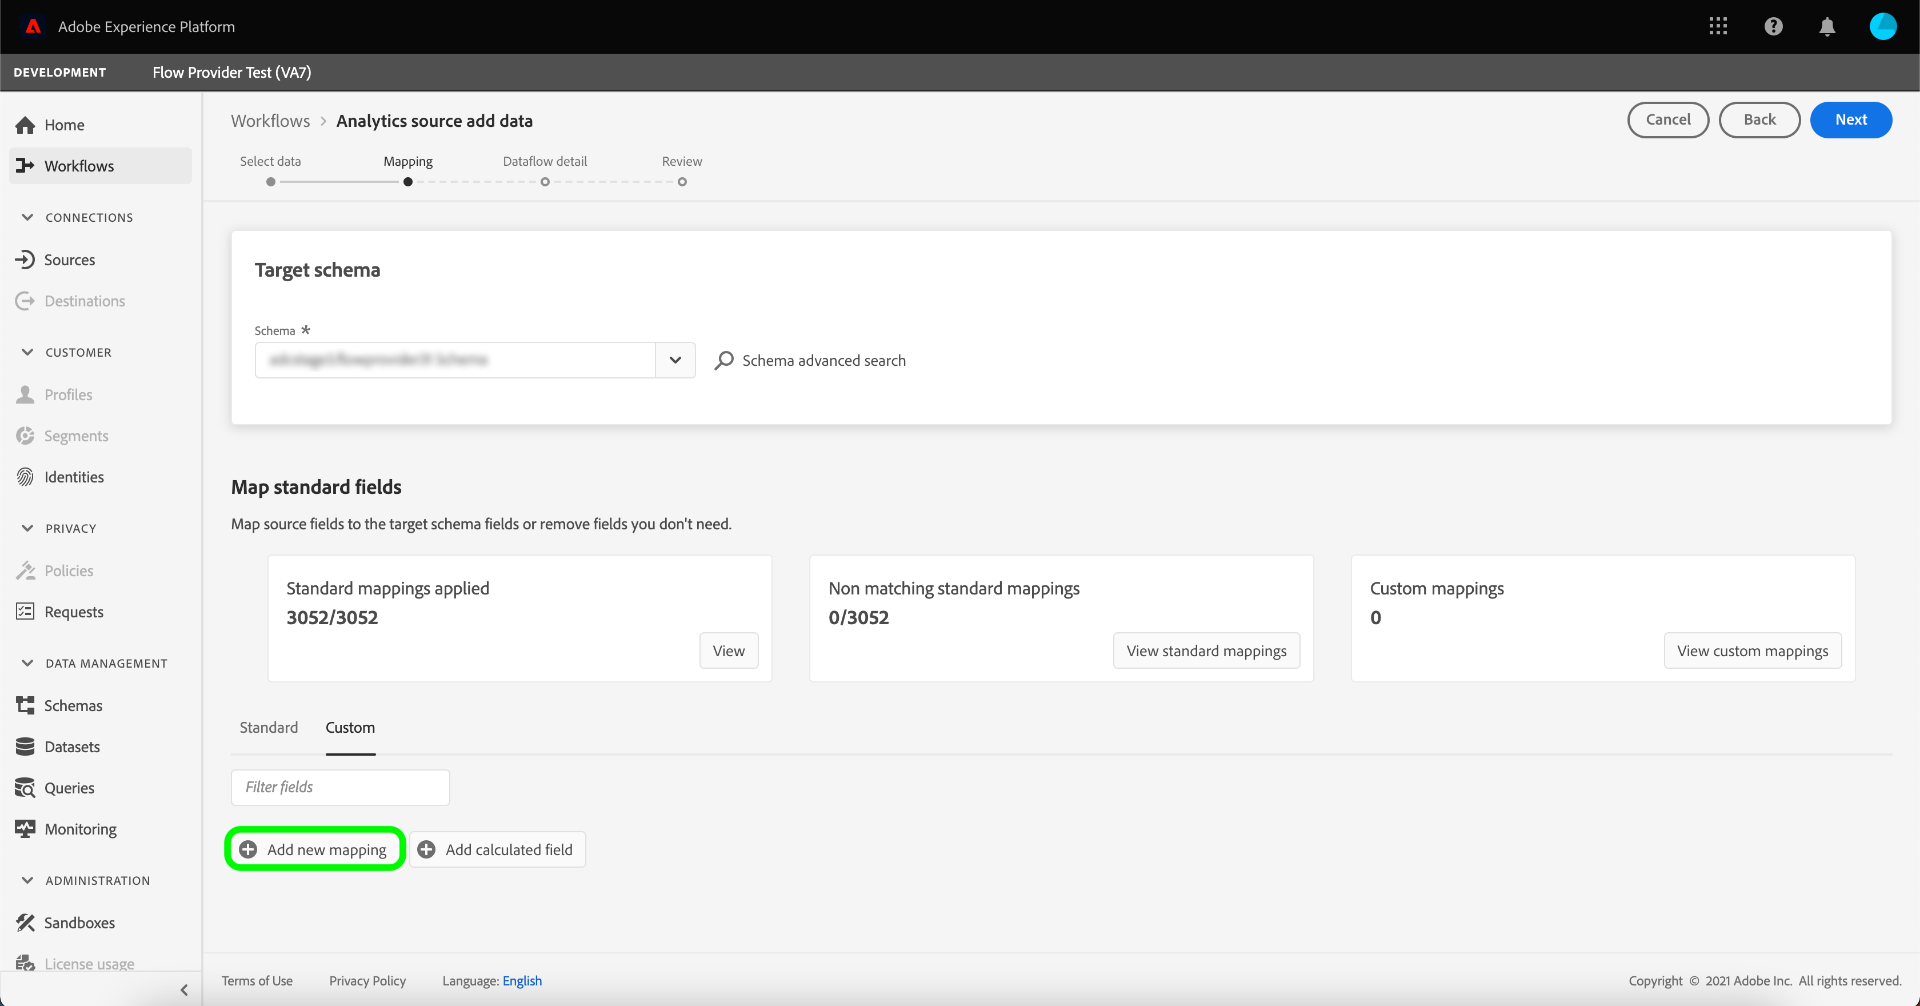 Adobe Experience Platform
DEVELOPMENT
Flow Provider Test (VA7)
Home
Workflows
CONNECTIONS
Sources
Destinations
CUSTOMER
Profiles
Segments
Identities
PRIVACY
Policies
Requests
DATA MANAGEMENT
Schemas
Datasets
Queries
Monitoring
ADMINISTRATION
Sandboxes
License usage
Workflows > Analytics source add data
Cancel
Back
Next
Select data
Mapping
Dataflow detail
Review
Target schema
Schema *
Schema advanced search
Map standard fields
Map source fields to the target schema fields or remove fields you don't need.
Standard mappings applied
3052/3052
View
Non matching standard mappings
0/3052
View standard mappings
Custom mappings
0
View custom mappings
Standard
Custom
Filter fields
Add new mapping
Add calculated field
Terms of Use
Privacy Policy
Language: English
Copyright © 2021 Adobe Inc. All rights reserved.